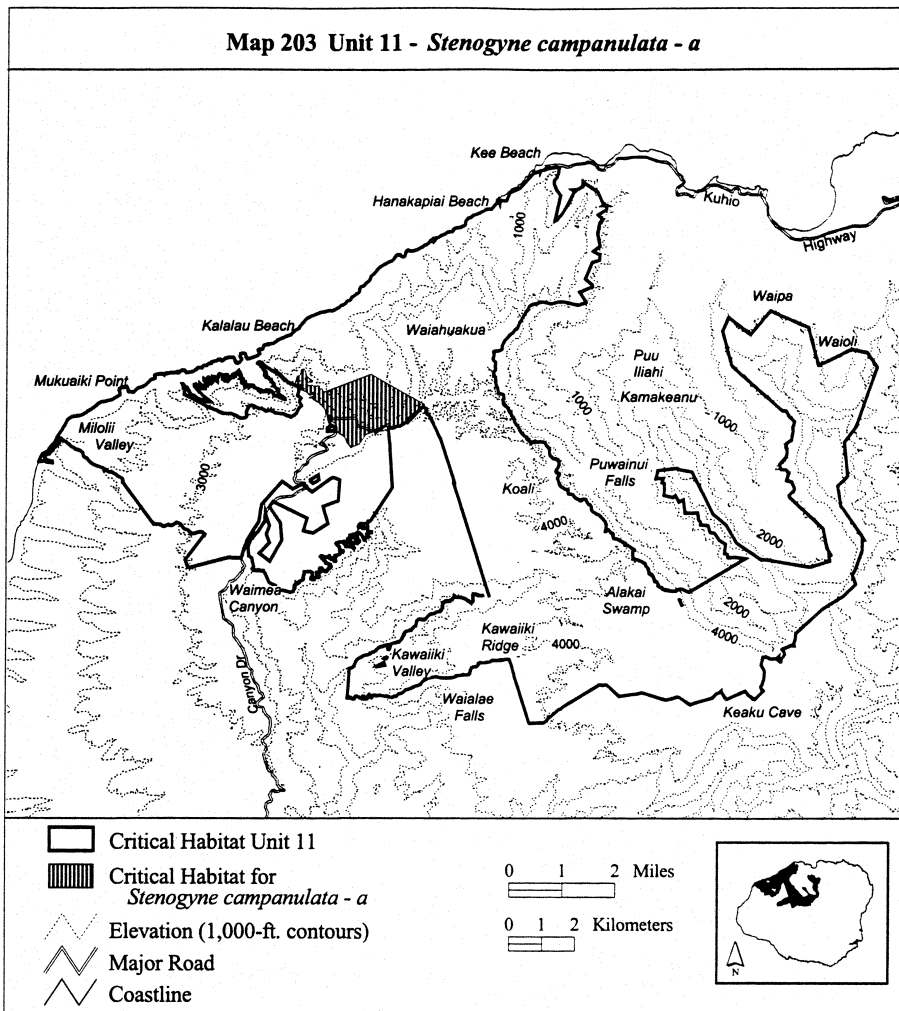 Map 203 Unit 11 - Stenogyne campanulata - a
Kee Beach
Hanakapiai Beach
Kuhio
Highway
1000
Kalalau Beach
Waiahuakua
Waipa
Waioli
Puu
Iliahi
Mukuaiki Point
Kamakeanu
1000
1000
Milolii
Valley
3000
Puwainui
Falls
Koali
4000
2000
Waimea
Canyon
Alakai
Swamp
2000
4000
Kawaiiki
Ridge
4000
Kawaiiki
Valley
Canyon Dr
Waialae
Falls
Keaku Cave
Critical Habitat Unit 11
Critical Habitat for
Stenogyne campanulata - a
Elevation (1,000-ft. contours)
Major Road
Coastline
0 1 2 Miles
0 1 2 Kilometers
N